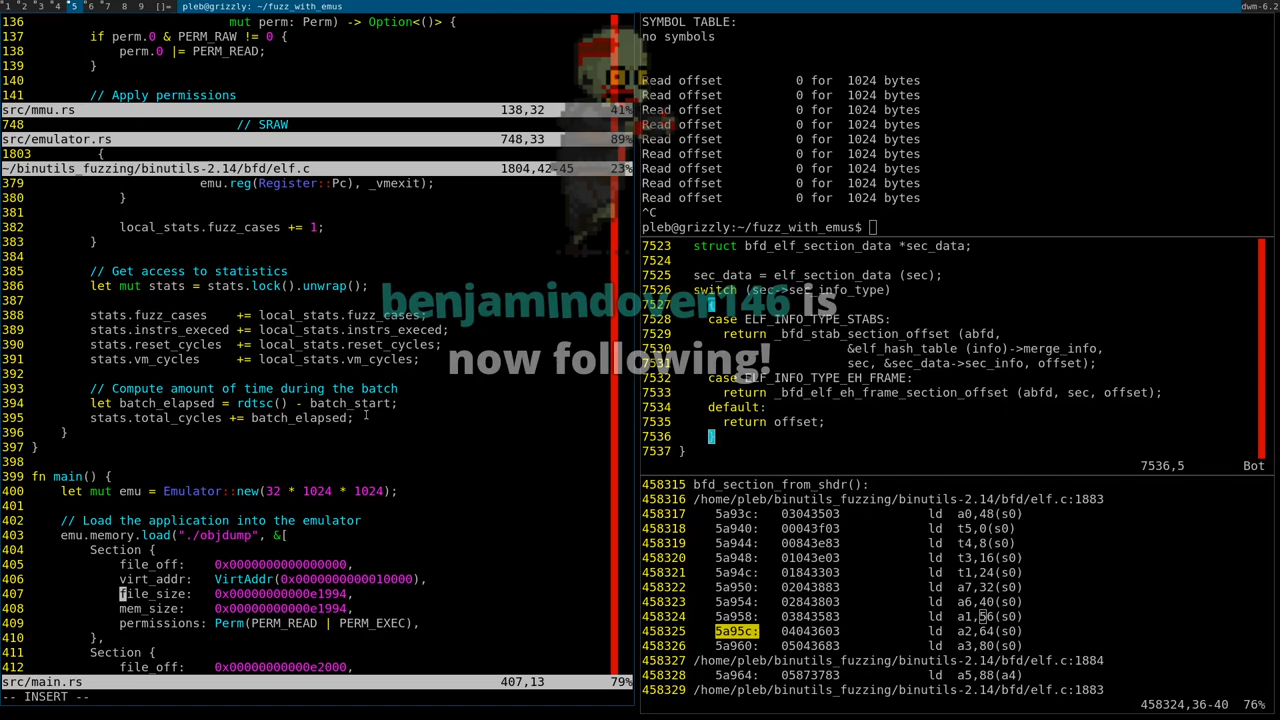 1 2 3 4 5 6 7 8 9 []= pleb@grizzly: ~/fuzz_with_emus dwm-6.2
136 mut perm: Perm) -> Option<()> {
137 if perm.0 & PERM_RAW != 0 {
138 perm.0 |= PERM_READ;
139 }
140
141 // Apply permissions
src/mmu.rs 138,32 41%
748 // SRAW
src/emulator.rs 748,33 89%
1803 {
~/binutils_fuzzing/binutils-2.14/bfd/elf.c 1804,42-45 23%
379 emu.reg(Register::Pc), _vmexit);
380 }
381
382 local_stats.fuzz_cases += 1;
383 }
384
385 // Get access to statistics
386 let mut stats = stats.lock().unwrap();
387
388 stats.fuzz_cases += local_stats.fuzz_cases;
389 stats.instrs_execed += local_stats.instrs_execed;
390 stats.reset_cycles += local_stats.reset_cycles;
391 stats.vm_cycles += local_stats.vm_cycles;
392
393 // Compute amount of time during the batch
394 let batch_elapsed = rdtsc() - batch_start;
395 stats.total_cycles += batch_elapsed;
396 }
397 }
398
399 fn main() {
400 let mut emu = Emulator::new(32 * 1024 * 1024);
401
402 // Load the application into the emulator
403 emu.memory.load("./objdump", &[
404 Section {
405 file_off: 0x0000000000000000,
406 virt_addr: VirtAddr(0x0000000000010000),
407 file_size: 0x00000000000e1994,
408 mem_size: 0x00000000000e1994,
409 permissions: Perm(PERM_READ | PERM_EXEC),
410 },
411 Section {
412 file_off: 0x00000000000e2000,
src/main.rs 407,13 79%
-- INSERT --
benjamindover146 is
now following!
SYMBOL TABLE:
no symbols
Read offset 0 for 1024 bytes
Read offset 0 for 1024 bytes
Read offset 0 for 1024 bytes
Read offset 0 for 1024 bytes
Read offset 0 for 1024 bytes
Read offset 0 for 1024 bytes
Read offset 0 for 1024 bytes
Read offset 0 for 1024 bytes
Read offset 0 for 1024 bytes
^C
pleb@grizzly:~/fuzz_with_emus$
7523 struct bfd_elf_section_data *sec_data;
7524
7525 sec_data = elf_section_data (sec);
7526 switch (sec->sec_info_type)
7527 {
7528 case ELF_INFO_TYPE_STABS:
7529 return _bfd_stab_section_offset (abfd,
7530 &elf_hash_table (info)->merge_info,
7531 sec, &sec_data->sec_info, offset);
7532 case ELF_INFO_TYPE_EH_FRAME:
7533 return _bfd_elf_eh_frame_section_offset (abfd, sec, offset);
7534 default:
7535 return offset;
7536 }
7537 }
7536,5 Bot
458315 bfd_section_from_shdr():
458316 /home/pleb/binutils_fuzzing/binutils-2.14/bfd/elf.c:1883
458317 5a93c: 03043503 ld a0,48(s0)
458318 5a940: 00043f03 ld t5,0(s0)
458319 5a944: 00843e83 ld t4,8(s0)
458320 5a948: 01043e03 ld t3,16(s0)
458321 5a94c: 01843303 ld t1,24(s0)
458322 5a950: 02043883 ld a7,32(s0)
458323 5a954: 02843803 ld a6,40(s0)
458324 5a958: 03843583 ld a1,56(s0)
458325 5a95c: 04043603 ld a2,64(s0)
458326 5a960: 05043683 ld a3,80(s0)
458327 /home/pleb/binutils_fuzzing/binutils-2.14/bfd/elf.c:1884
458328 5a964: 05873783 ld a5,88(a4)
458329 /home/pleb/binutils_fuzzing/binutils-2.14/bfd/elf.c:1883
458324,36-40 76%